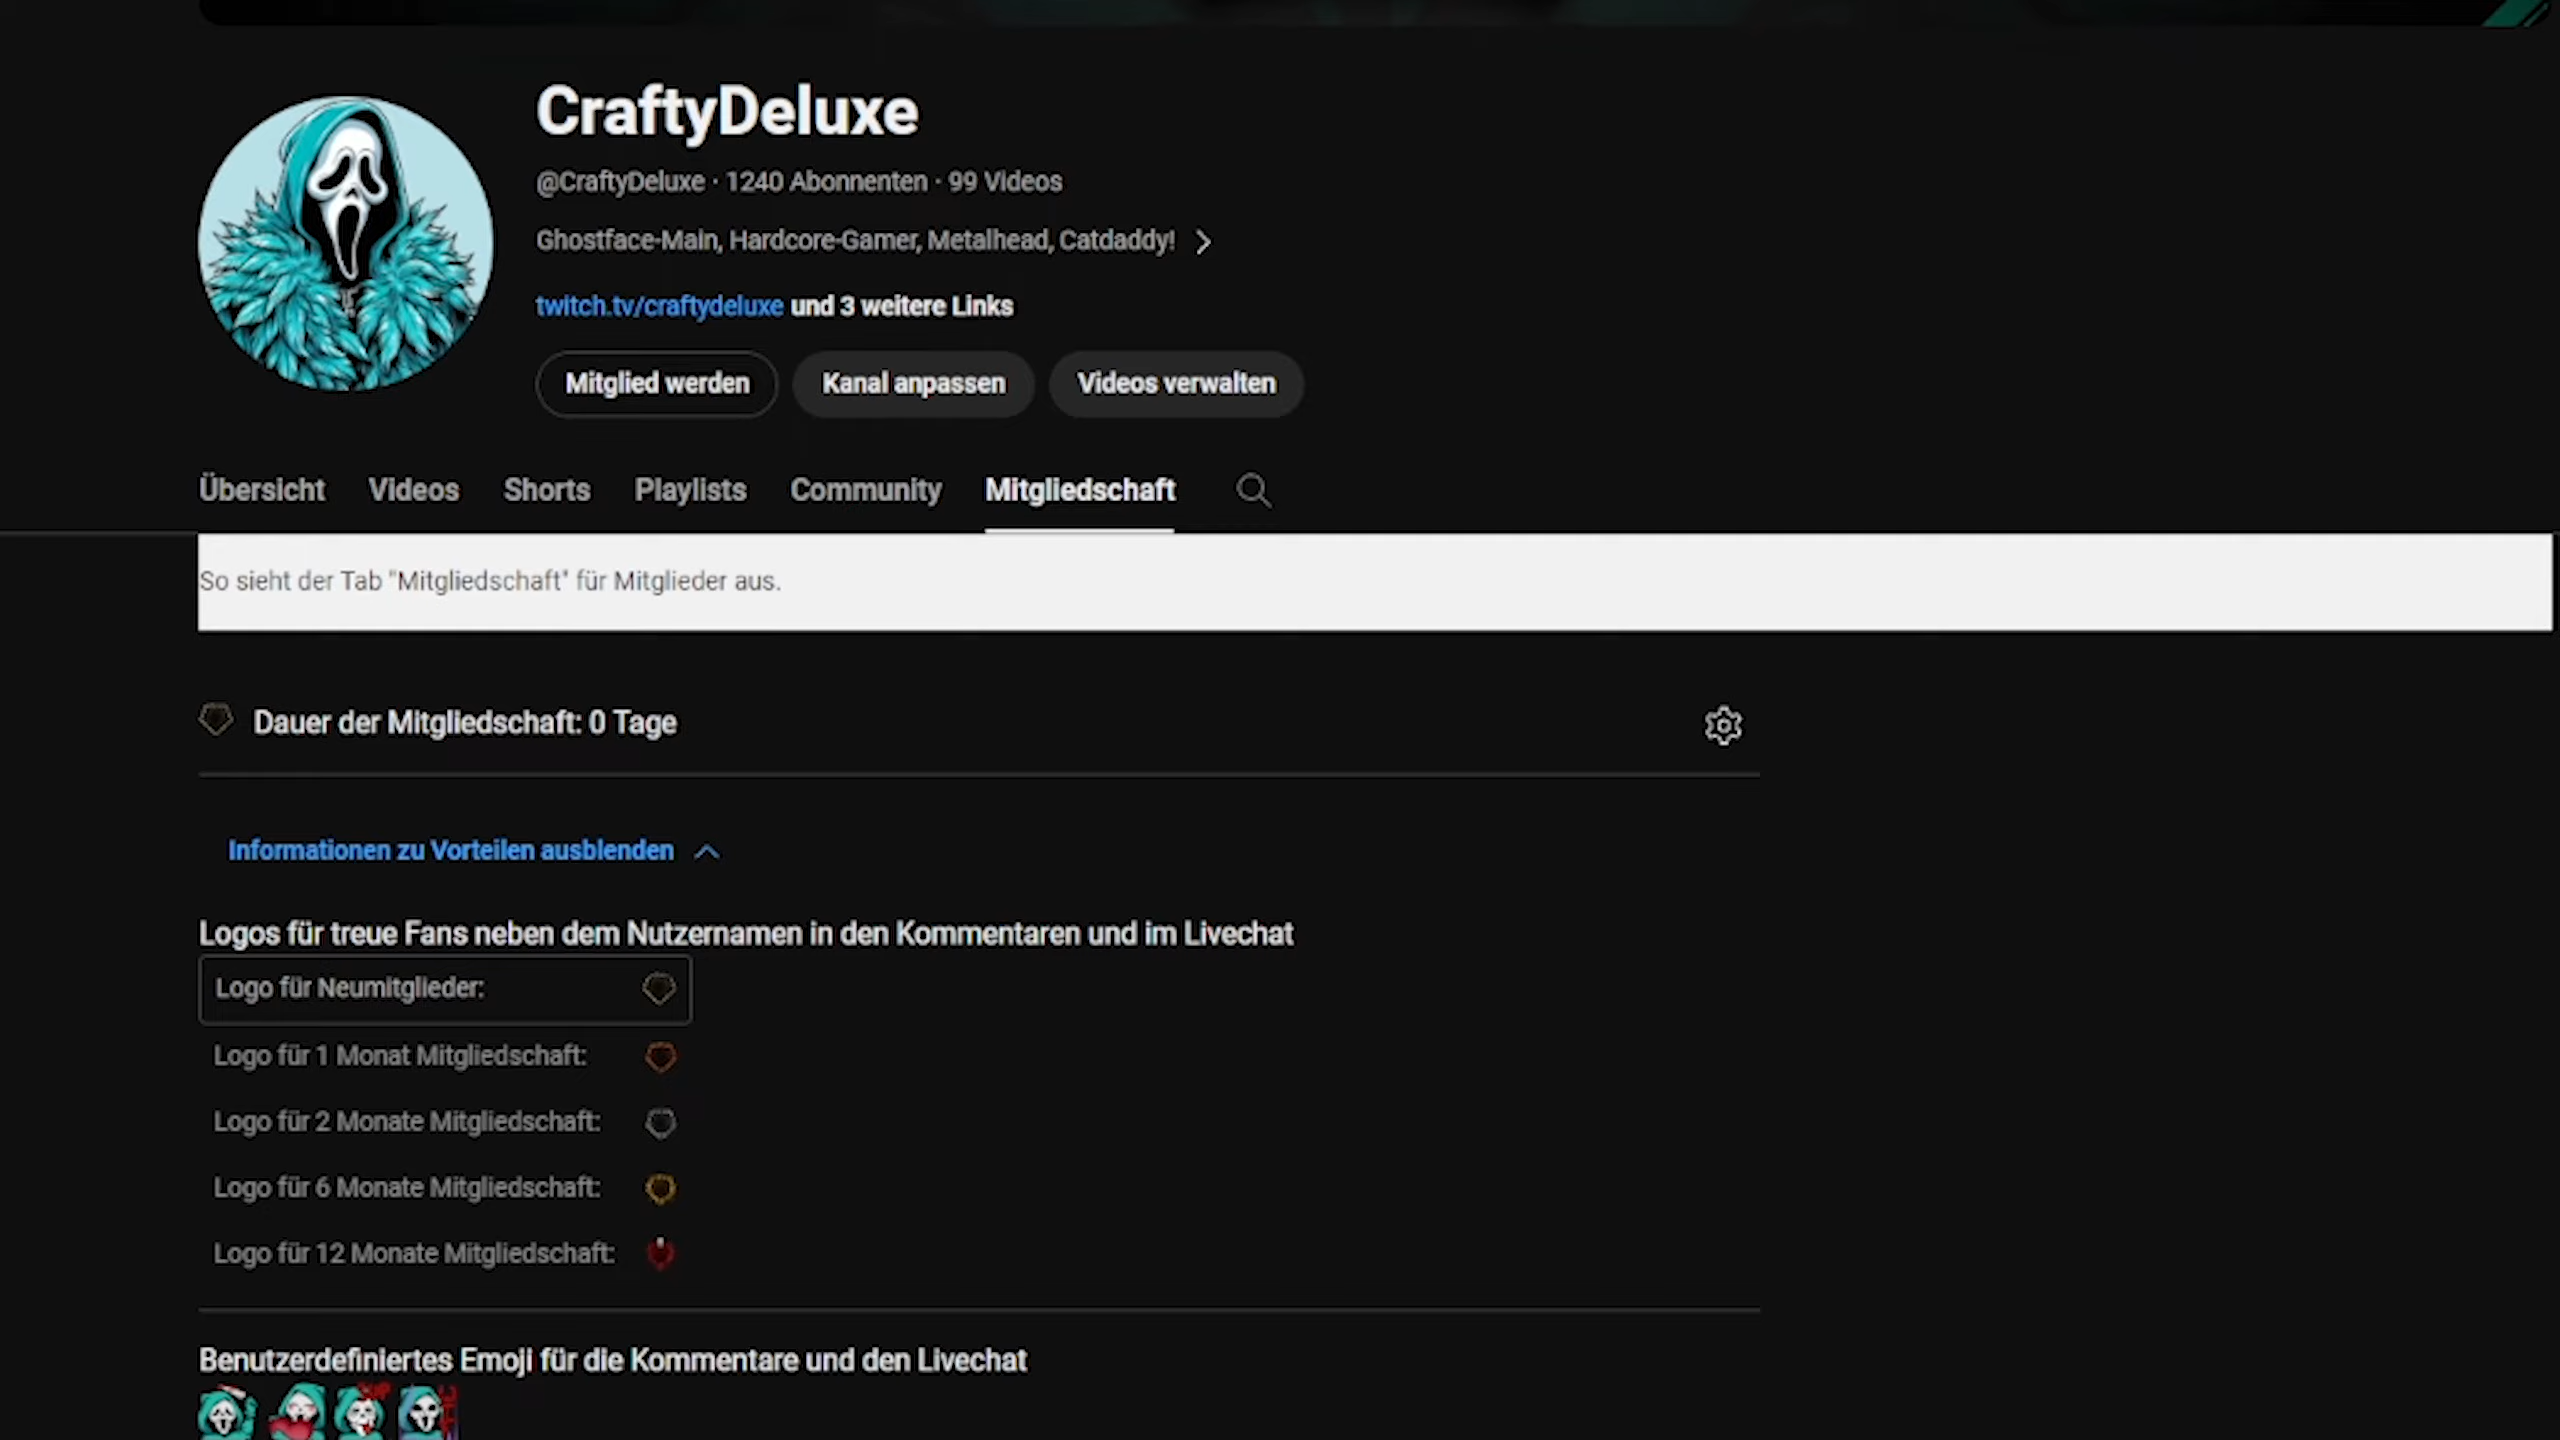 CraftyDeluxe
@CraftyDeluxe · 1240 Abonnenten · 99 Videos
Ghostface-Main, Hardcore-Gamer, Metalhead, Catdaddy!
twitch.tv/craftydeluxe und 3 weitere Links
Mitglied werden Kanal anpassen Videos verwalten
Übersicht Videos Shorts Playlists Community Mitgliedschaft
So sieht der Tab "Mitgliedschaft" für Mitglieder aus.
Dauer der Mitgliedschaft: 0 Tage
Informationen zu Vorteilen ausblenden
Logos für treue Fans neben dem Nutzernamen in den Kommentaren und im Livechat
Logo für Neumitglieder:
Logo für 1 Monat Mitgliedschaft:
Logo für 2 Monate Mitgliedschaft:
Logo für 6 Monate Mitgliedschaft:
Logo für 12 Monate Mitgliedschaft:
Benutzerdefiniertes Emoji für die Kommentare und den Livechat